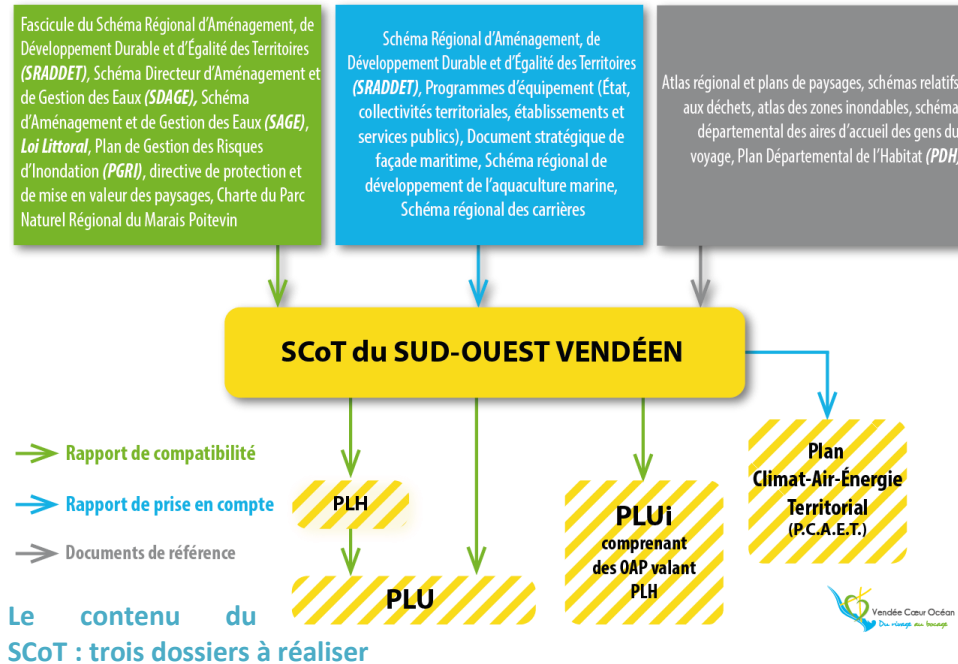 Fascicule du Schéma Régional d'Aménagement, de
Développement Durable et d'Égalité des Territoires
(SRADDET), Schéma Directeur d'Aménagement et
de Gestion des Eaux (SDAGE), Schéma
d'Aménagement et de Gestion des Eaux (SAGE),
Loi Littoral, Plan de Gestion des Risques
d'Inondation (PGRI), directive de protection et
de mise en valeur des paysages, Charte du Parc
Naturel Régional du Marais Poitevin
Schéma Régional d'Aménagement, de
Développement Durable et d'Égalité des Territoires
(SRADDET), Programmes d'équipement (État,
collectivités territoriales, établissements et
services publics), Document stratégique de
façade maritime, Schéma régional de
développement de l'aquaculture marine,
Schéma régional des carrières
Atlas régional et plans de paysages, schémas relatifs
aux déchets, atlas des zones inondables, schéma
départemental des aires d'accueil des gens du
voyage, Plan Départemental de l'Habitat (PDH)
SCoT du SUD-OUEST VENDÉEN
Rapport de compatibilité
Rapport de prise en compte
Documents de référence
PLH
PLU
PLUi
comprenant
des OAP valant
PLH
Plan
Climat-Air-Énergie
Territorial
(P.C.A.E.T.)
Vendée Cœur Océan
Du rivage au bocage
Le contenu du
SCoT : trois dossiers à réaliser